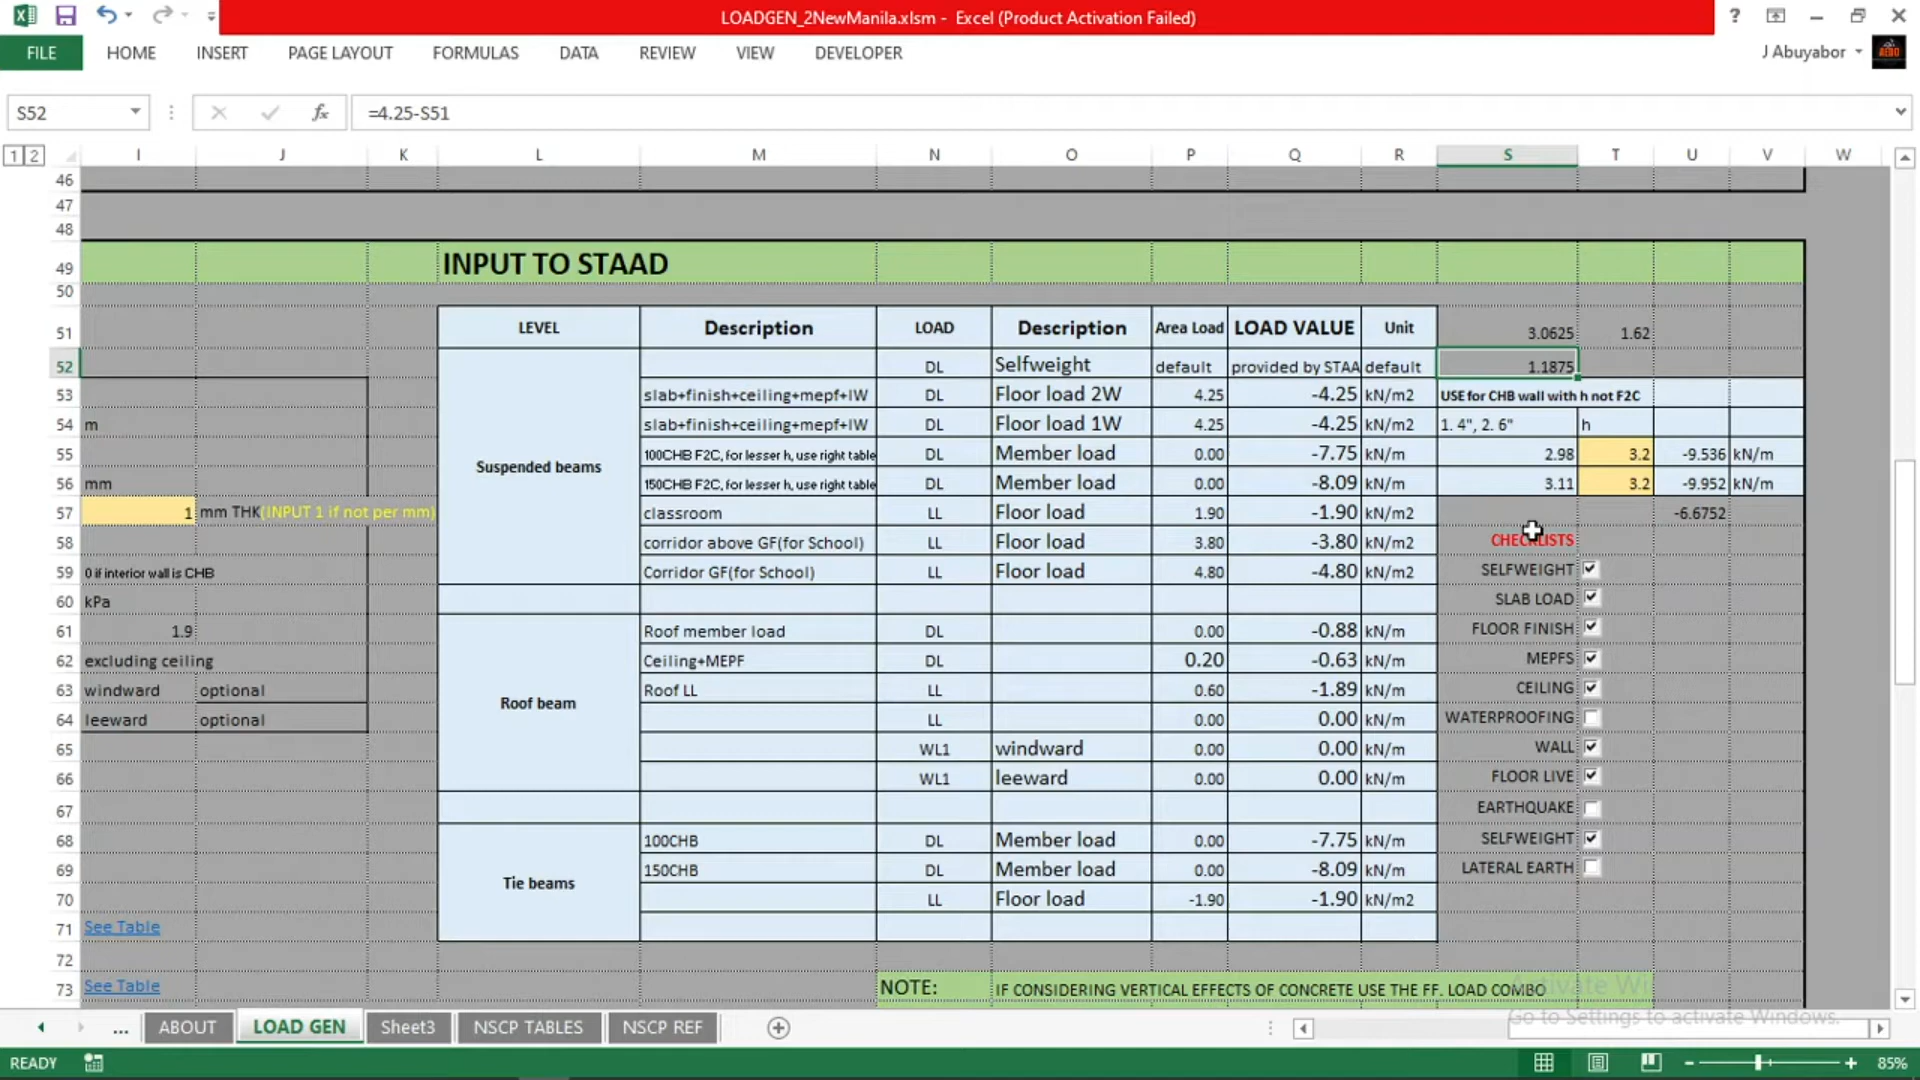 LOADGEN_2NewManila.xlsm - Excel (Product Activation Failed)
?
FILE HOME INSERT PAGE LAYOUT FORMULAS DATA REVIEW VIEW DEVELOPER J Abuyabor
S52 fx =4.25-S51
1 2 I J K L M N O P Q R S T U V W
46
47
48
49 INPUT TO STAAD
50
51 LEVEL Description LOAD Description Area Load LOAD VALUE Unit 3.0625 1.62
52 DL Selfweight default provided by STAA default 1.1875
53 slab+finish+ceiling+mepf+IW DL Floor load 2W 4.25 -4.25 kN/m2 USE for CHB wall with h not F2C
54 m slab+finish+ceiling+mepf+IW DL Floor load 1W 4.25 -4.25 kN/m2 1. 4", 2. 6" h
55 100CHB F2C, for lesser h, use right table DL Member load 0.00 -7.75 kN/m 2.98 3.2 -9.536 kN/m
Suspended beams
56 mm 150CHB F2C, for lesser h, use right table DL Member load 0.00 -8.09 kN/m 3.11 3.2 -9.952 kN/m
57 1 mm THK(INPUT 1 if not per mm) classroom LL Floor load 1.90 -1.90 kN/m2 -6.6752
58 corridor above GF(for School) LL Floor load 3.80 -3.80 kN/m2 CHECKLISTS
59 0 if interior wall is CHB Corridor GF(for School) LL Floor load 4.80 -4.80 kN/m2 SELFWEIGHT
60 kPa SLAB LOAD
61 1.9 Roof member load DL 0.00 -0.88 kN/m FLOOR FINISH
62 excluding ceiling Ceiling+MEPF DL 0.20 -0.63 kN/m MEPFS
63 windward optional Roof LL LL 0.60 -1.89 kN/m CEILING
Roof beam
64 leeward optional LL 0.00 0.00 kN/m WATERPROOFING
65 WL1 windward 0.00 0.00 kN/m WALL
66 WL1 leeward 0.00 0.00 kN/m FLOOR LIVE
67 EARTHQUAKE
68 100CHB DL Member load 0.00 -7.75 kN/m SELFWEIGHT
69 150CHB DL Member load 0.00 -8.09 kN/m LATERAL EARTH
Tie beams
70 LL Floor load -1.90 -1.90 kN/m2
71 See Table
72
73 See Table NOTE: IF CONSIDERING VERTICAL EFFECTS OF CONCRETE USE THE FF. LOAD COMBO
Activate Wi
Go to Settings to activate Windows.
... ABOUT LOAD GEN Sheet3 NSCP TABLES NSCP REF
READY 85%